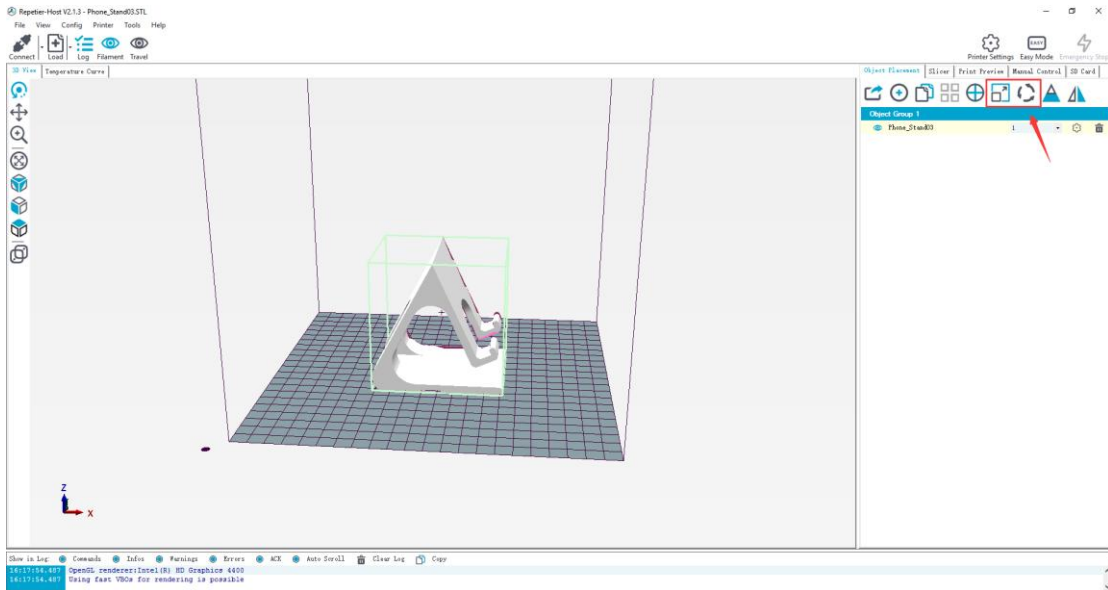 Repetier-Host V2.1.3 - Phone_Stand03.STL
File View Config Printer Tools Help
Connect Load Log Filament Travel
Printer Settings Easy Mode Emergency Stop
EASY
3D View Temperature Curve
Object Placement Slicer Print Preview Manual Control SD Card
Object Group 1
Phone_Stand03 1
Z
X
Show in Log: Commands Infos Warnings Errors ACK Auto Scroll Clear Log Copy
16:17:54.487 OpenGL renderer:Intel(R) HD Graphics 4400
16:17:54.487 Using fast VBOs for rendering is possible